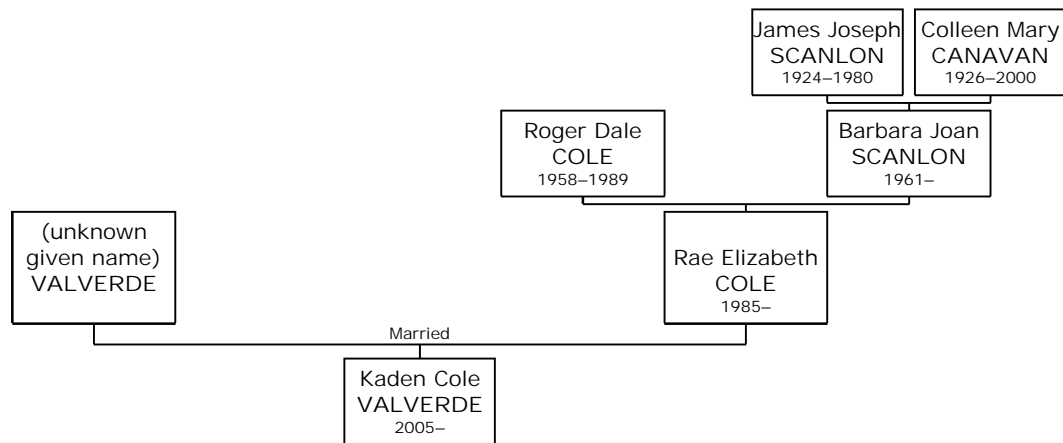 James Joseph
SCANLON
1924–1980
Colleen Mary
CANAVAN
1926–2000
Roger Dale
COLE
1958–1989
Barbara Joan
SCANLON
1961–
(unknown
given name)
VALVERDE
Rae Elizabeth
COLE
1985–
Married
Kaden Cole
VALVERDE
2005–